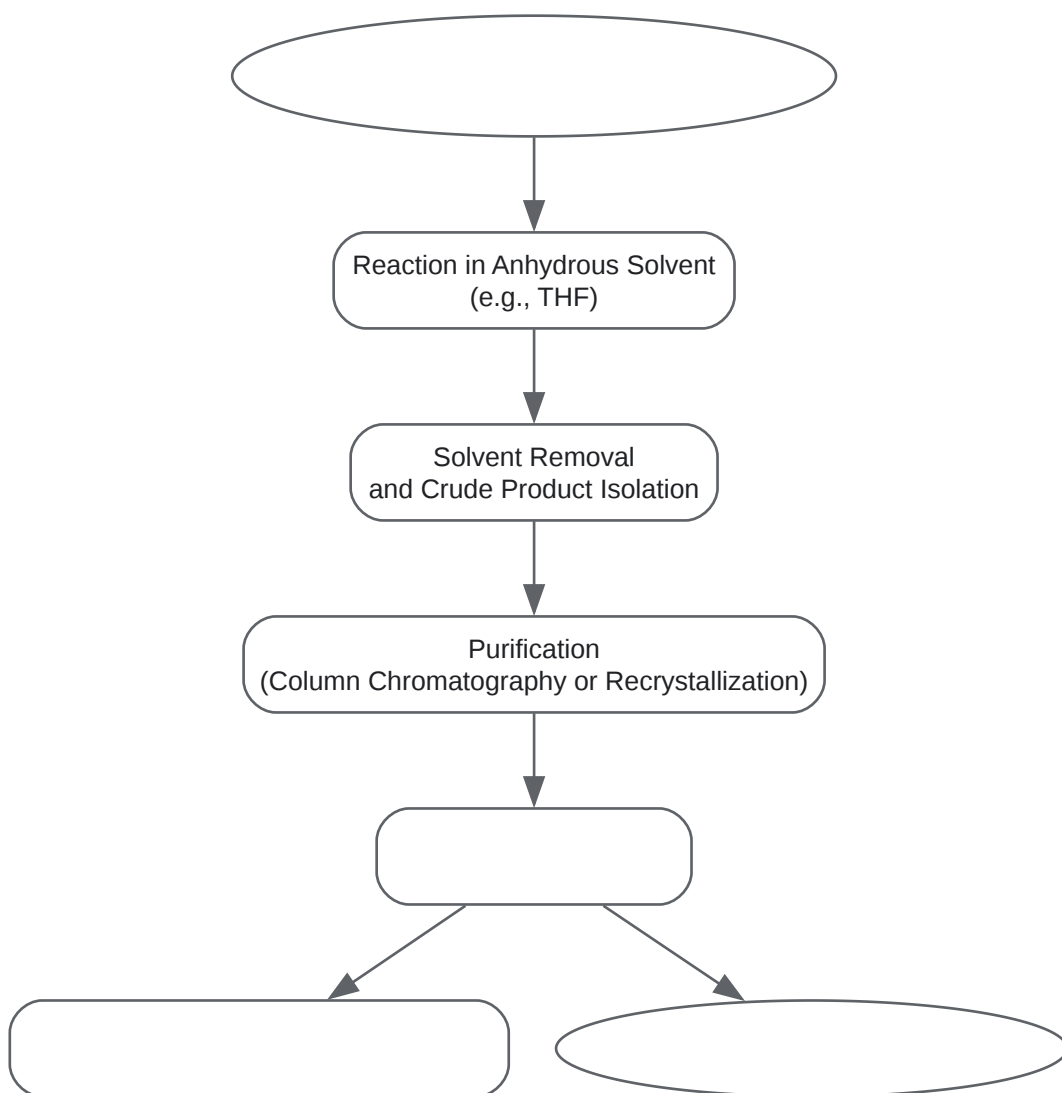 Reaction in Anhydrous Solvent
(e.g., THF)
Solvent Removal
and Crude Product Isolation
Purification
(Column Chromatography or Recrystallization)